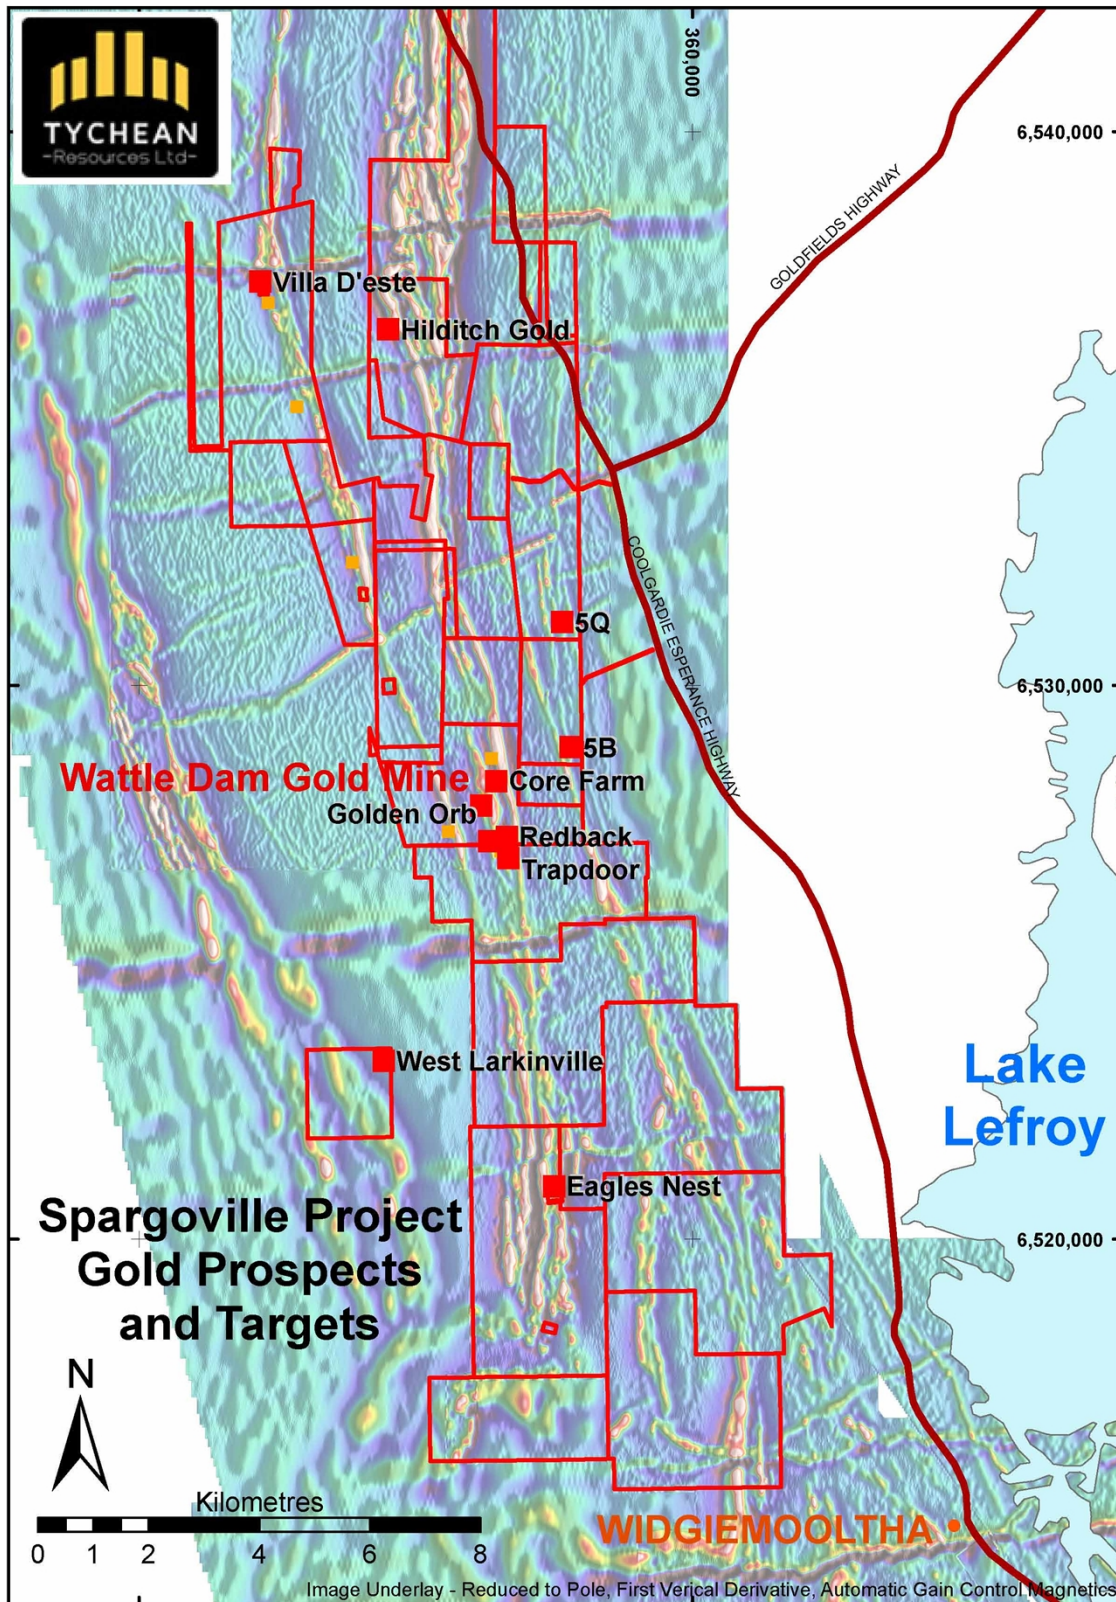 TYCHEAN
-Resources Ltd-
360,000
6,540,000
GOLDFIELDS HIGHWAY
Villa D'este
Hilditch Gold
COOLGARDIE ESPERANCE HIGHWAY
5Q
6,530,000
5B
Wattle Dam Gold Mine
Core Farm
Golden Orb
Redback
Trapdoor
West Larkinville
Lake
Lefroy
Eagles Nest
Spargoville Project
Gold Prospects
and Targets
6,520,000
N
Kilometres
0 1 2 4 6 8
WIDGIEMOOLTHA
Image Underlay - Reduced to Pole, First Verical Derivative, Automatic Gain Control Magnetics